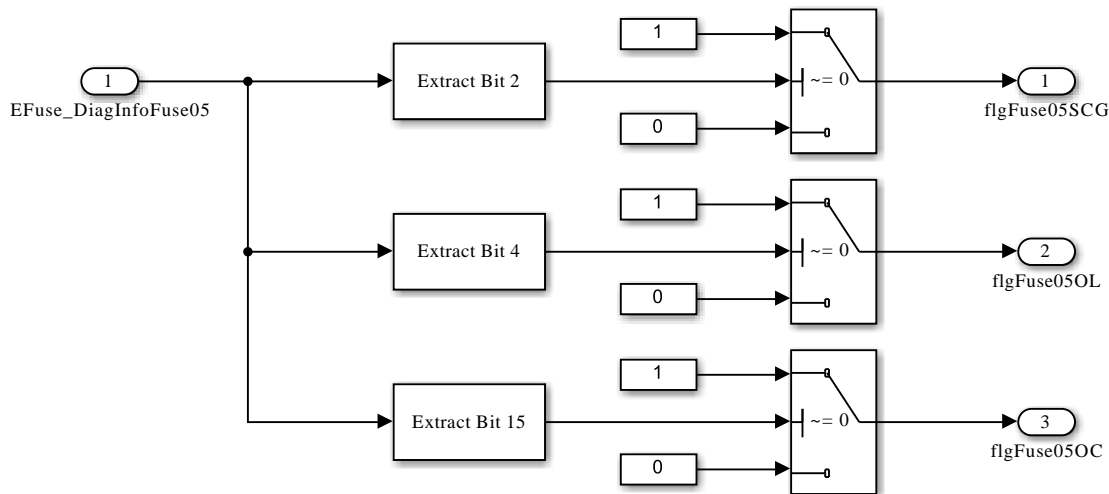 1
EFuse_DiagInfoFuse05
Extract Bit 2
1
~= 0
0
1
flgFuse05SCG
Extract Bit 4
1
~= 0
0
2
flgFuse05OL
Extract Bit 15
1
~= 0
0
3
flgFuse05OC